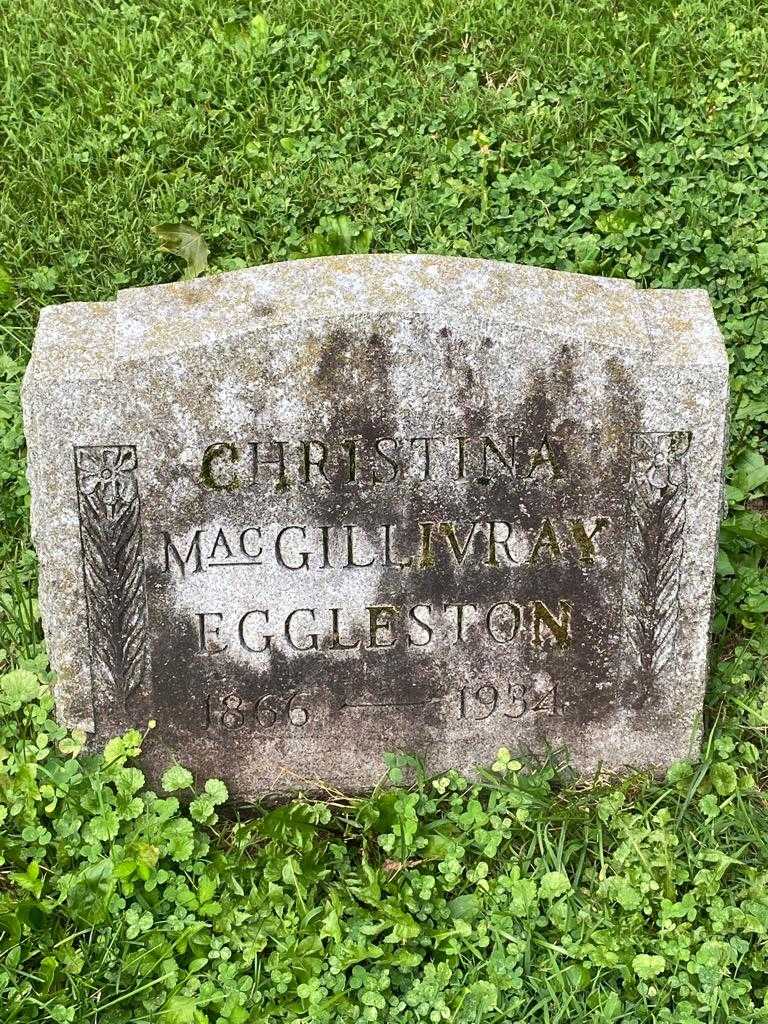 CHRISTINA
MACGILLIVRAY
EGGLESTON
1866 — 1934